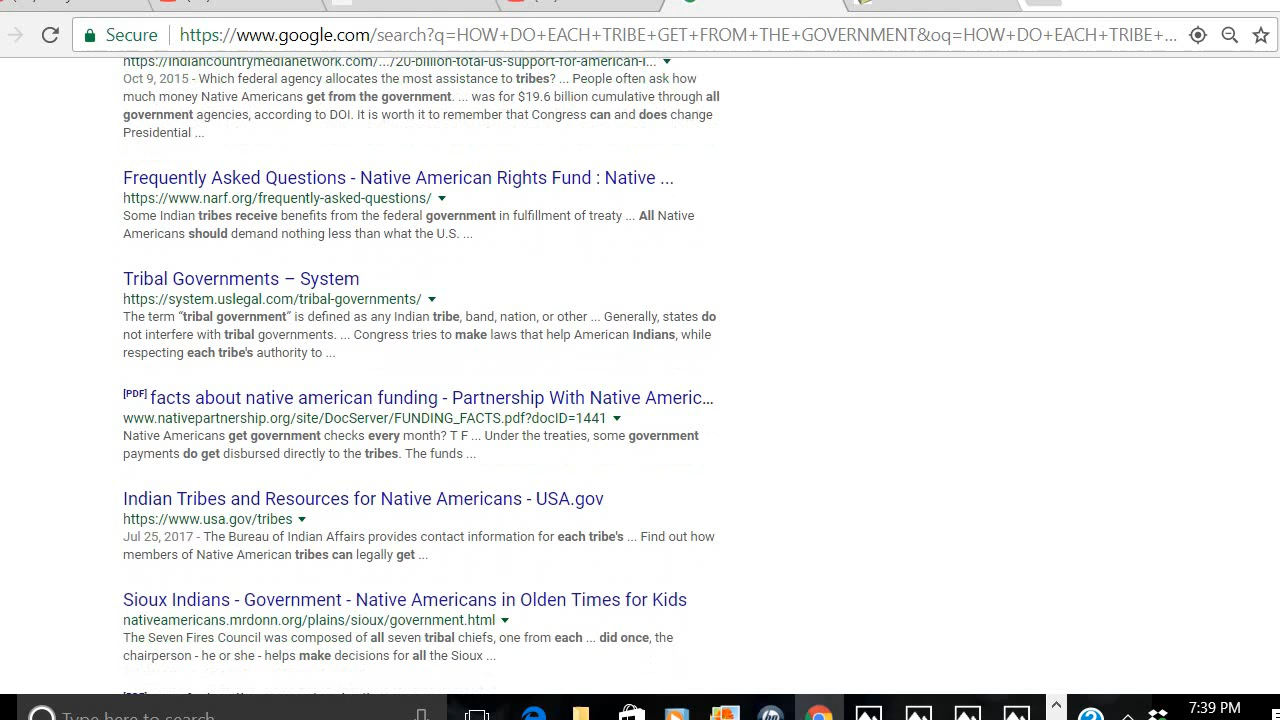 Secure
https://www.google.com/search?q=HOW+DO+EACH+TRIBE+GET+FROM+THE+GOVERNMENT&oq=HOW+DO+EACH+TRIBE+...
https://indiancountrymedianetwork.com/.../20-billion-total-us-support-for-american-i...
Oct 9, 2015 - Which federal agency allocates the most assistance to tribes? ... People often ask how
much money Native Americans get from the government. ... was for $19.6 billion cumulative through all
government agencies, according to DOI. It is worth it to remember that Congress can and does change
Presidential ...
Frequently Asked Questions - Native American Rights Fund : Native ...
https://www.narf.org/frequently-asked-questions/
Some Indian tribes receive benefits from the federal government in fulfillment of treaty ... All Native
Americans should demand nothing less than what the U.S. ...
Tribal Governments – System
https://system.uslegal.com/tribal-governments/
The term “tribal government” is defined as any Indian tribe, band, nation, or other ... Generally, states do
not interfere with tribal governments. ... Congress tries to make laws that help American Indians, while
respecting each tribe's authority to ...
[PDF] facts about native american funding - Partnership With Native Americ...
www.nativepartnership.org/site/DocServer/FUNDING_FACTS.pdf?docID=1441
Native Americans get government checks every month? T F ... Under the treaties, some government
payments do get disbursed directly to the tribes. The funds ...
Indian Tribes and Resources for Native Americans - USA.gov
https://www.usa.gov/tribes
Jul 25, 2017 - The Bureau of Indian Affairs provides contact information for each tribe's ... Find out how
members of Native American tribes can legally get ...
Sioux Indians - Government - Native Americans in Olden Times for Kids
nativeamericans.mrdonn.org/plains/sioux/government.html
The Seven Fires Council was composed of all seven tribal chiefs, one from each ... did once, the
chairperson - he or she - helps make decisions for all the Sioux ...
Type here to search
7:39 PM